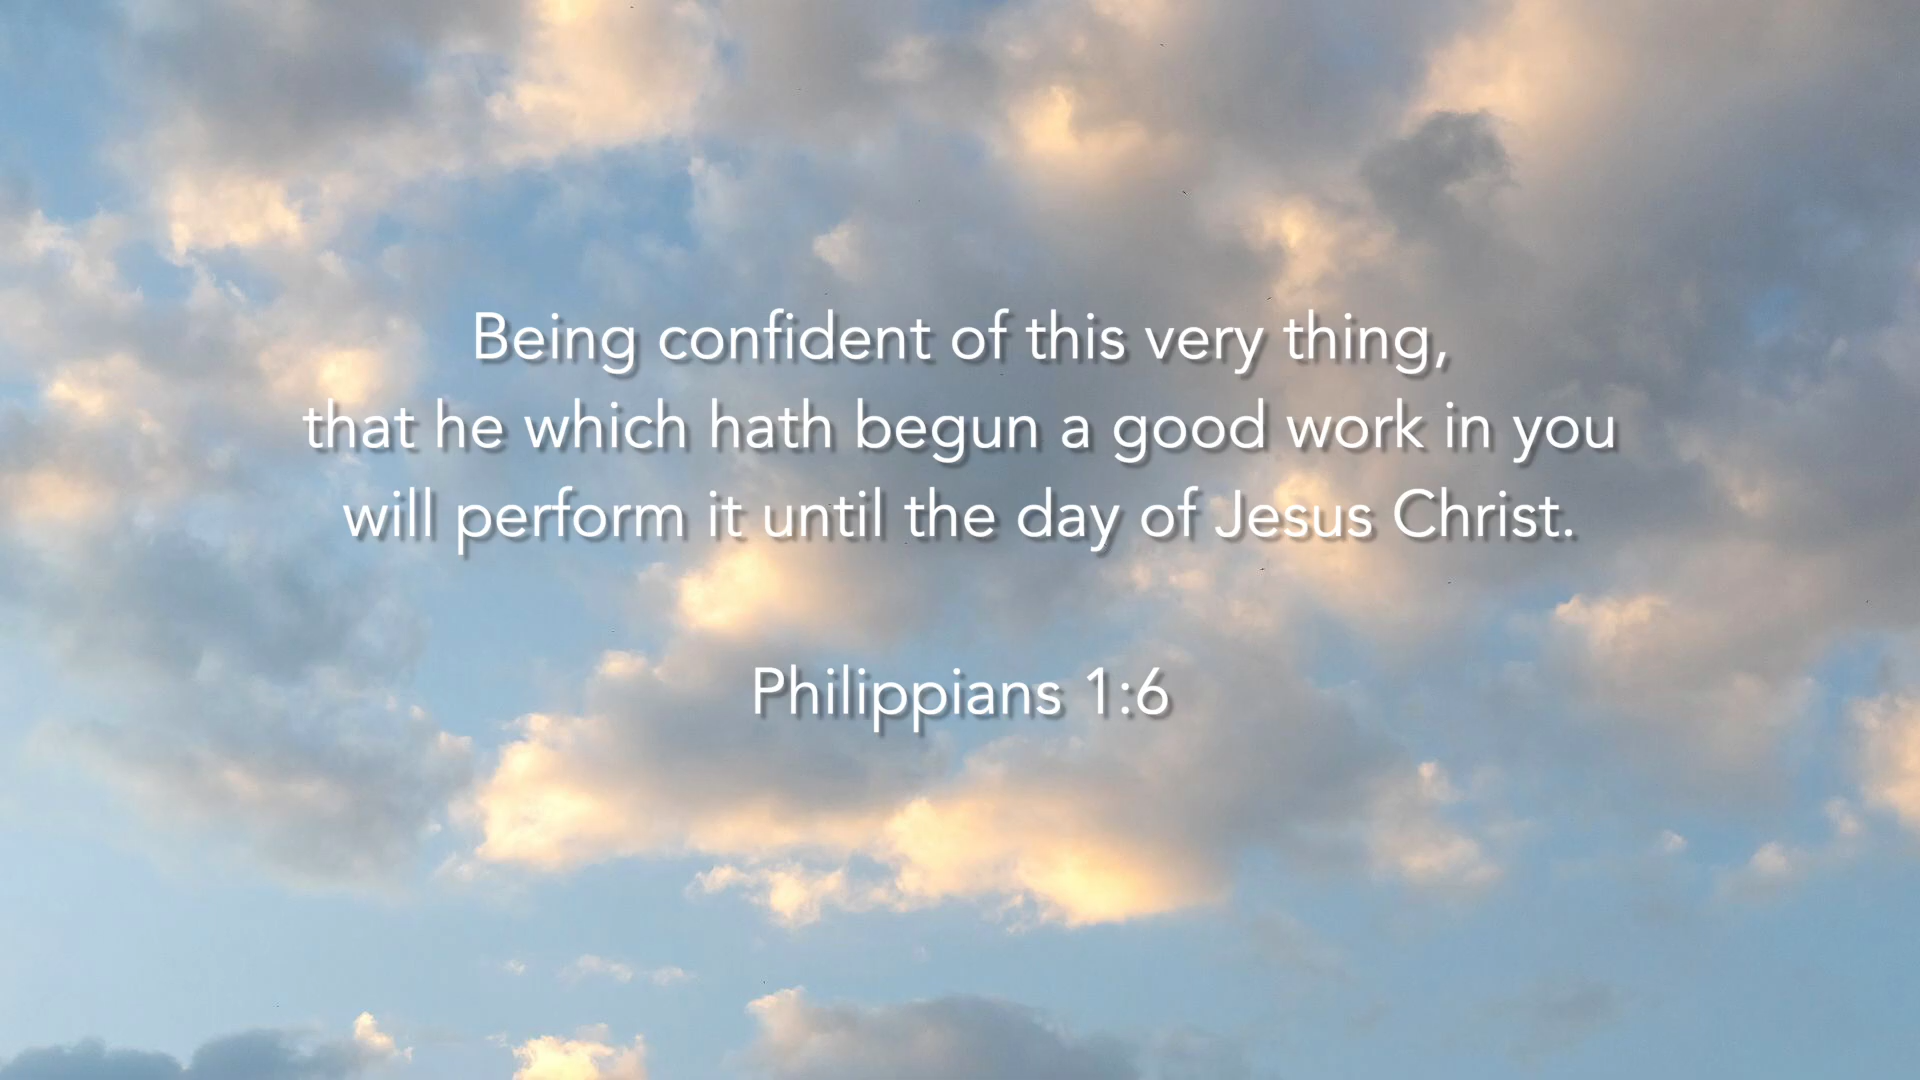 Being confident of this very thing,
that he which hath begun a good work in you
will perform it until the day of Jesus Christ.
Philippians 1:6